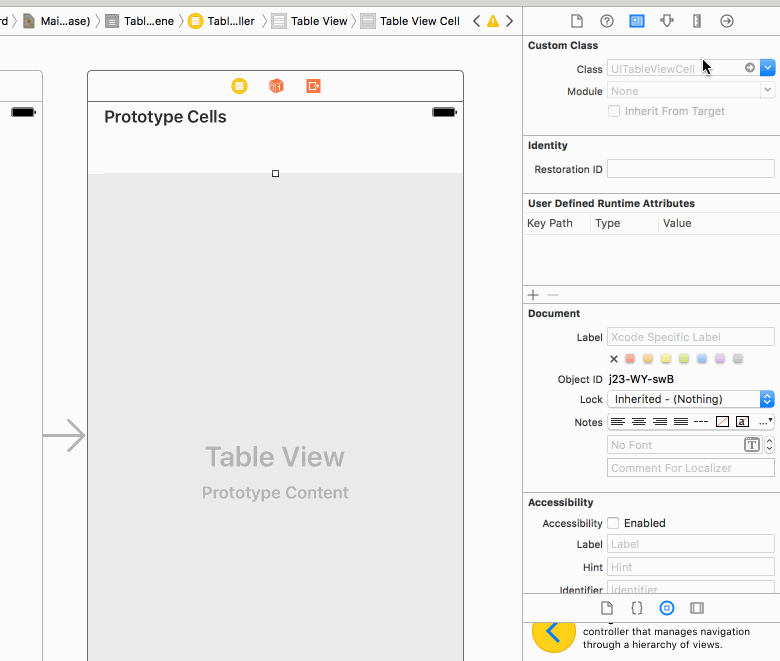 rd
Mai...ase)
Tabl...ene
Tabl...ller
Table View
Table View Cell
Prototype Cells
Table View
Prototype Content
Custom Class
Class UITableViewCell
Module None
Inherit From Target
Identity
Restoration ID
User Defined Runtime Attributes
Key Path Type Value
Document
Label Xcode Specific Label
Object ID j23-WY-swB
Lock Inherited - (Nothing)
Notes
No Font
Comment For Localizer
Accessibility
Accessibility Enabled
Label Label
Hint Hint
Identifier Identifier
controller that manages navigation
through a hierarchy of views.